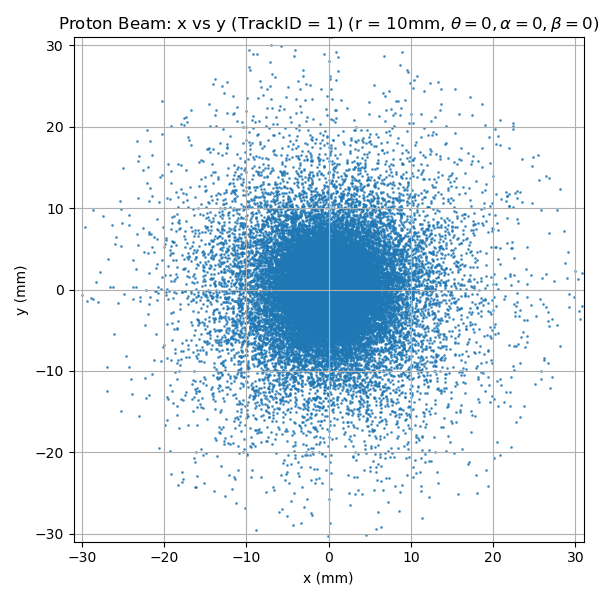 Proton Beam: x vs y (TrackID = 1) (r = 10mm, θ = 0, α = 0, β = 0)
30
20
10
0
−10
−20
−30
y (mm)
−30 −20 −10 0 10 20 30
x (mm)